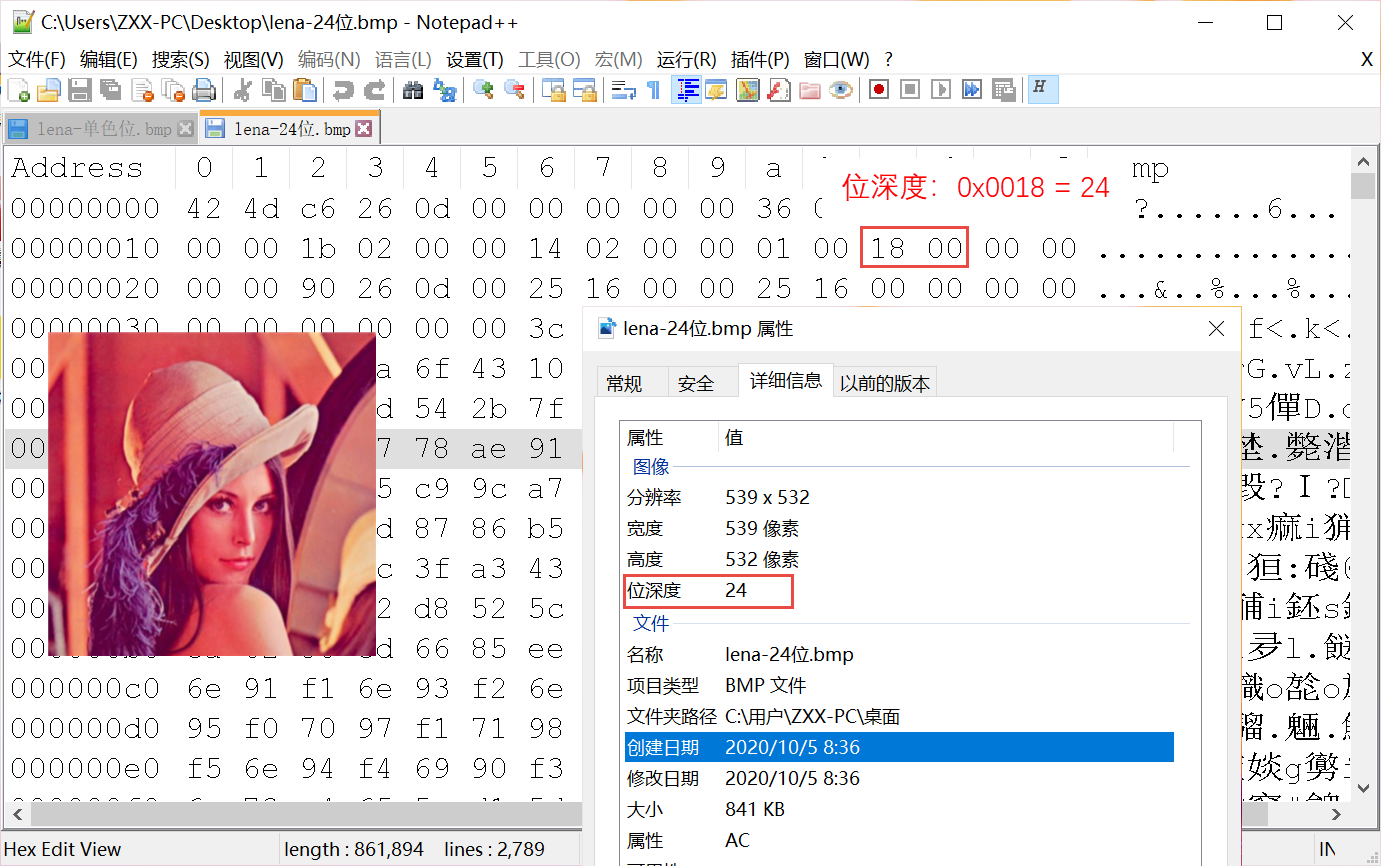 C:\Users\ZXX-PC\Desktop\lena-24位.bmp - Notepad++
文件(F) 编辑(E) 搜索(S) 视图(V) 编码(N) 语言(L) 设置(T) 工具(O) 宏(M) 运行(R) 插件(P) 窗口(W) ? X
lena-单色位.bmp lena-24位.bmp
Address 0 1 2 3 4 5 6 7 8 9 a mp
位深度：0x0018 = 24
00000000 42 4d c6 26 0d 00 00 00 00 00 36 ?......6...
00000010 00 00 1b 02 00 00 14 02 00 00 01 00 18 00 00 00
00000020 00 00 90 26 0d 00 25 16 00 00 25 16 00 00 00 00 ...&..%...%...
00000030 00 00 00 00 00 00 3c f<.k<.
00 6f 43 10 G.vL.
00 54 2b 7f
00 78 ae 91
00 c9 9c a7
00 87 86 b5
00 3f a3 43
00 d8 52 5c
00 66 85 ee
000000c0 6e 91 f1 6e 93 f2 6e
000000d0 95 f0 70 97 f1 71 98
000000e0 f5 6e 94 f4 69 90 f3
lena-24位.bmp 属性
常规 安全 详细信息 以前的版本
属性 值
图像
分辨率 539 x 532
宽度 539 像素
高度 532 像素
位深度 24
文件
名称 lena-24位.bmp
项目类型 BMP 文件
文件夹路径 C:\用户\ZXX-PC\桌面
创建日期 2020/10/5 8:36
修改日期 2020/10/5 8:36
大小 841 KB
属性 AC
Hex Edit View length : 861,894 lines : 2,789 IN